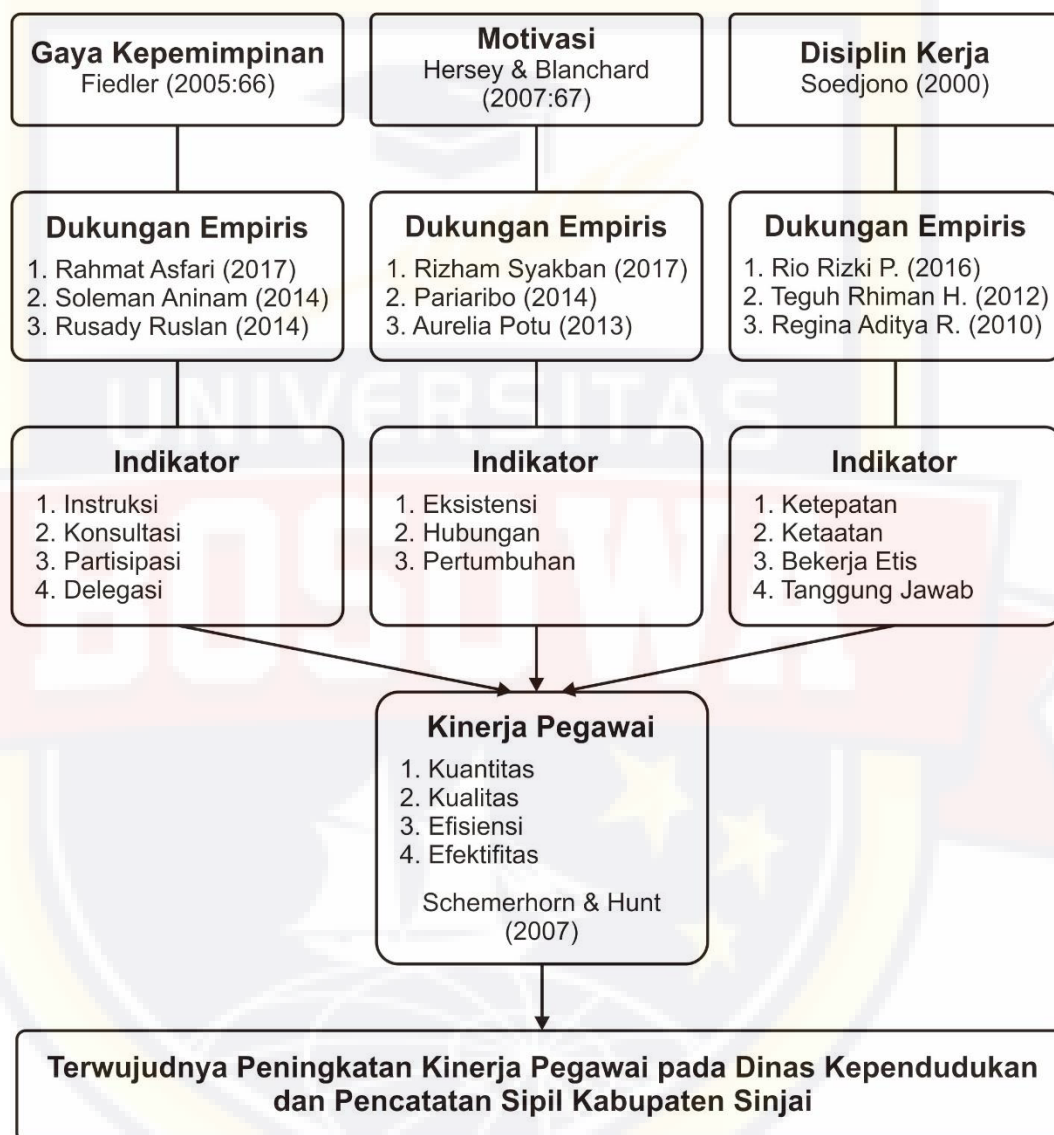 Gaya Kepemimpinan
Fiedler (2005:66)
Motivasi
Hersey & Blanchard
(2007:67)
Disiplin Kerja
Soedjono (2000)
Dukungan Empiris
1. Rahmat Asfari (2017)
2. Soleman Aninam (2014)
3. Rusady Ruslan (2014)
Dukungan Empiris
1. Rizham Syakban (2017)
2. Pariaribo (2014)
3. Aurelia Potu (2013)
Dukungan Empiris
1. Rio Rizki P. (2016)
2. Teguh Rhiman H. (2012)
3. Regina Aditya R. (2010)
UNIVERSITAS
BOSOWA
Indikator
1. Instruksi
2. Konsultasi
3. Partisipasi
4. Delegasi
Indikator
1. Eksistensi
2. Hubungan
3. Pertumbuhan
Indikator
1. Ketepatan
2. Ketaatan
3. Bekerja Etis
4. Tanggung Jawab
Kinerja Pegawai
1. Kuantitas
2. Kualitas
3. Efisiensi
4. Efektifitas
Schemerhorn & Hunt
(2007)
Terwujudnya Peningkatan Kinerja Pegawai pada Dinas Kependudukan
dan Pencatatan Sipil Kabupaten Sinjai